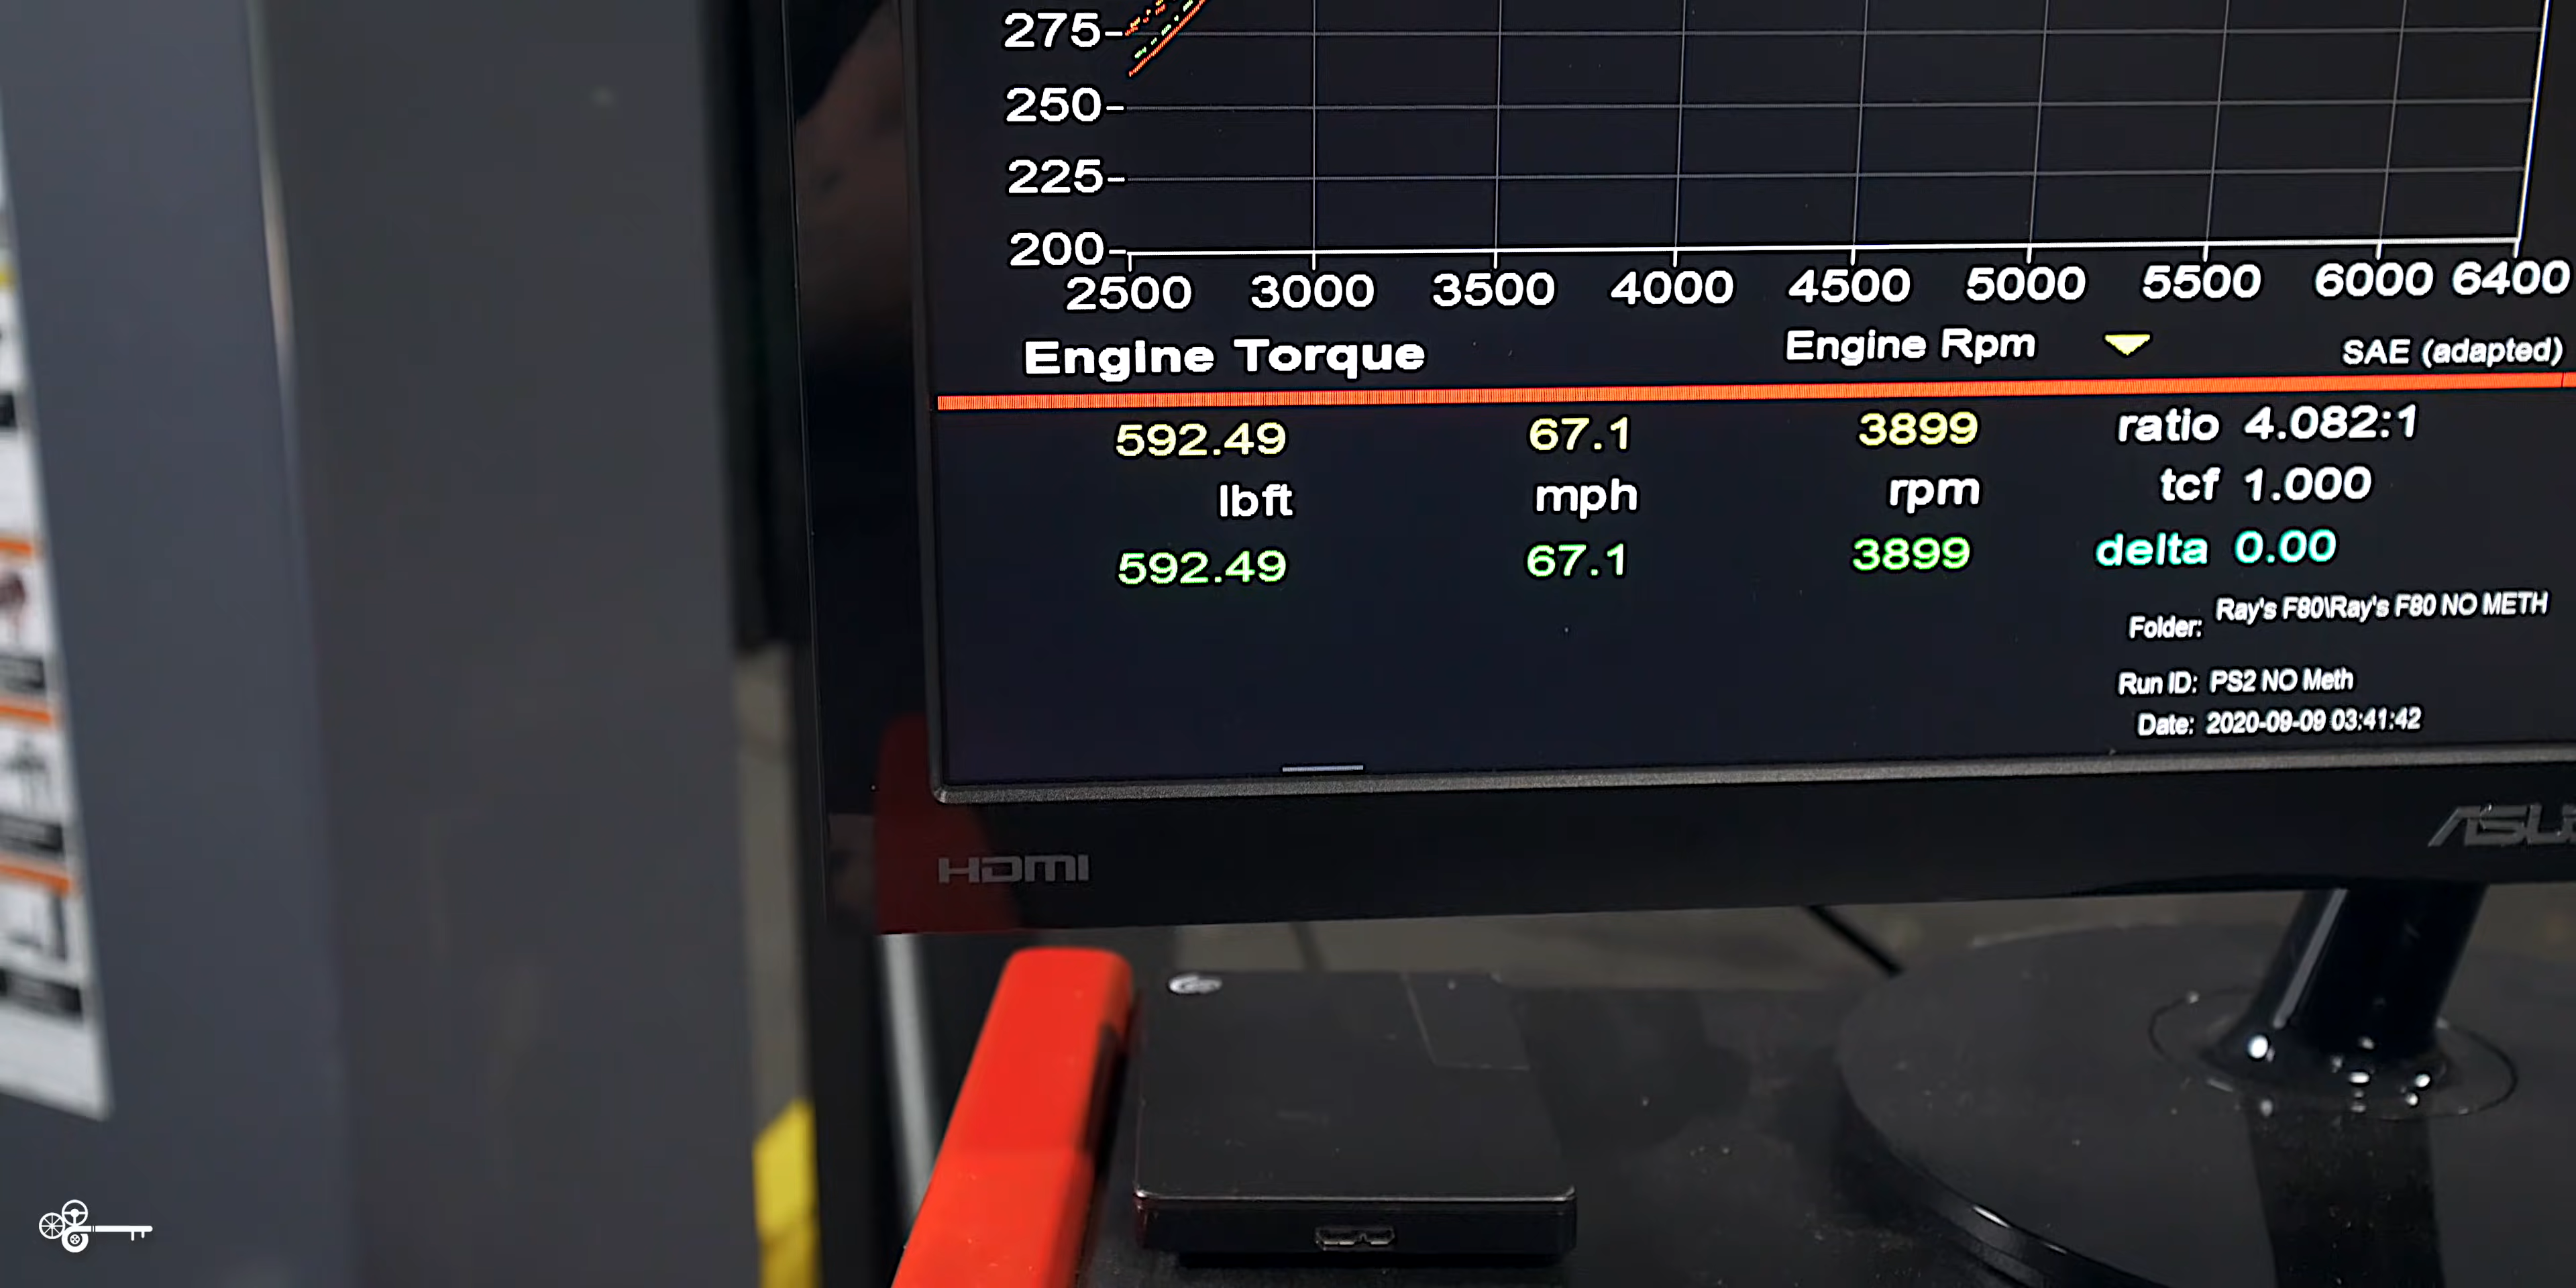 275
250
225
200
2500 3000 3500 4000 4500 5000 5500 6000 6400
Engine Torque Engine Rpm SAE (adapted)
592.49 67.1 3899 ratio 4.082:1
lbft mph rpm tcf 1.000
592.49 67.1 3899 delta 0.00
Folder: Ray's F80\Ray's F80 NO METH
Run ID: PS2 NO Meth
Date: 2020-09-09 03:41:42
HDMI